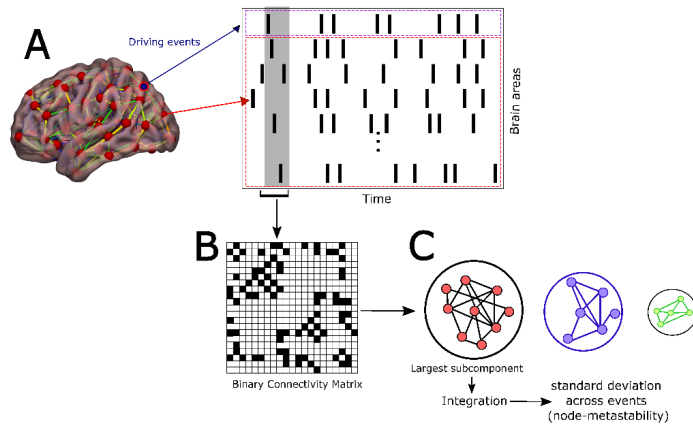 A
Driving events
Brain areas
Time
B
Binary Connectivity Matrix
C
Largest subcomponent
Integration
standard deviation
across events
(node-metastability)